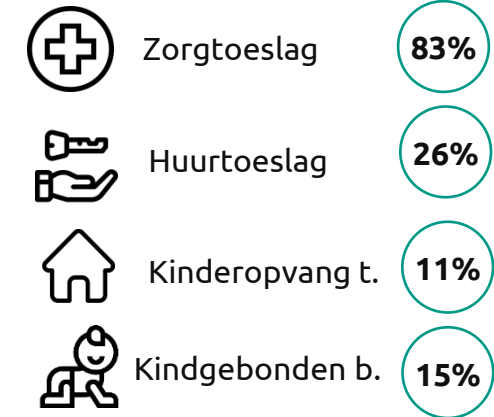 Zorgtoeslag 83%
Huurtoeslag 26%
Kinderopvang t. 11%
Kindgebonden b. 15%